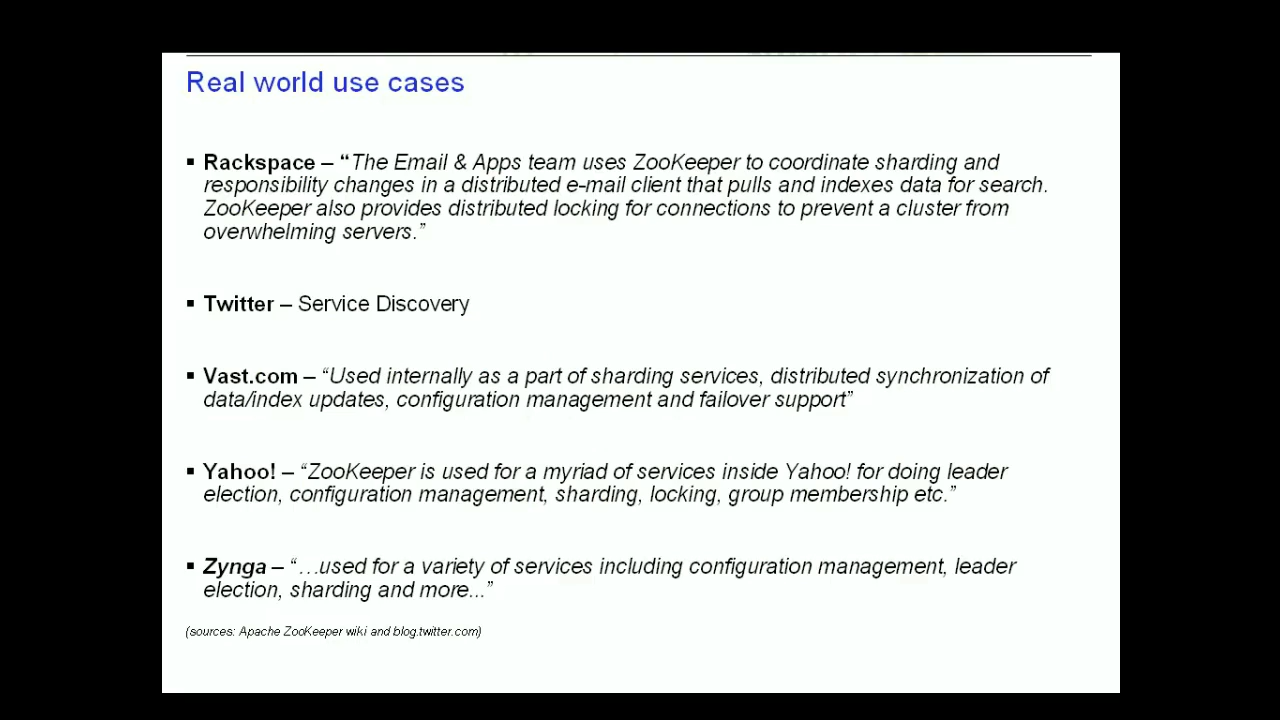 Real world use cases
▪ Rackspace – “The Email & Apps team uses ZooKeeper to coordinate sharding and
responsibility changes in a distributed e-mail client that pulls and indexes data for search.
ZooKeeper also provides distributed locking for connections to prevent a cluster from
overwhelming servers.”
▪ Twitter – Service Discovery
▪ Vast.com – “Used internally as a part of sharding services, distributed synchronization of
data/index updates, configuration management and failover support”
▪ Yahoo! – “ZooKeeper is used for a myriad of services inside Yahoo! for doing leader
election, configuration management, sharding, locking, group membership etc.”
▪ Zynga – “…used for a variety of services including configuration management, leader
election, sharding and more...”
(sources: Apache ZooKeeper wiki and blog.twitter.com)